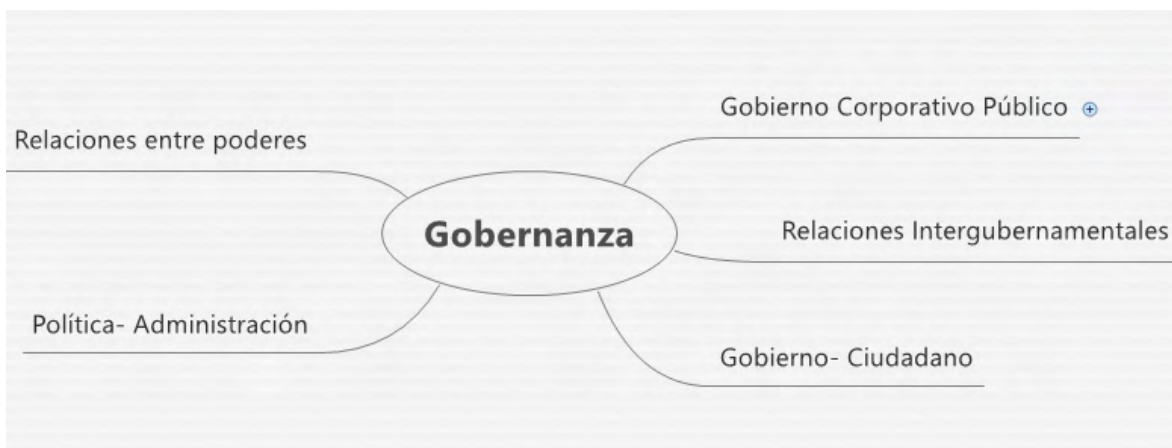 Gobierno Corporativo Público
Relaciones entre poderes
Gobernanza
Relaciones Intergubernamentales
Política- Administración
Gobierno- Ciudadano